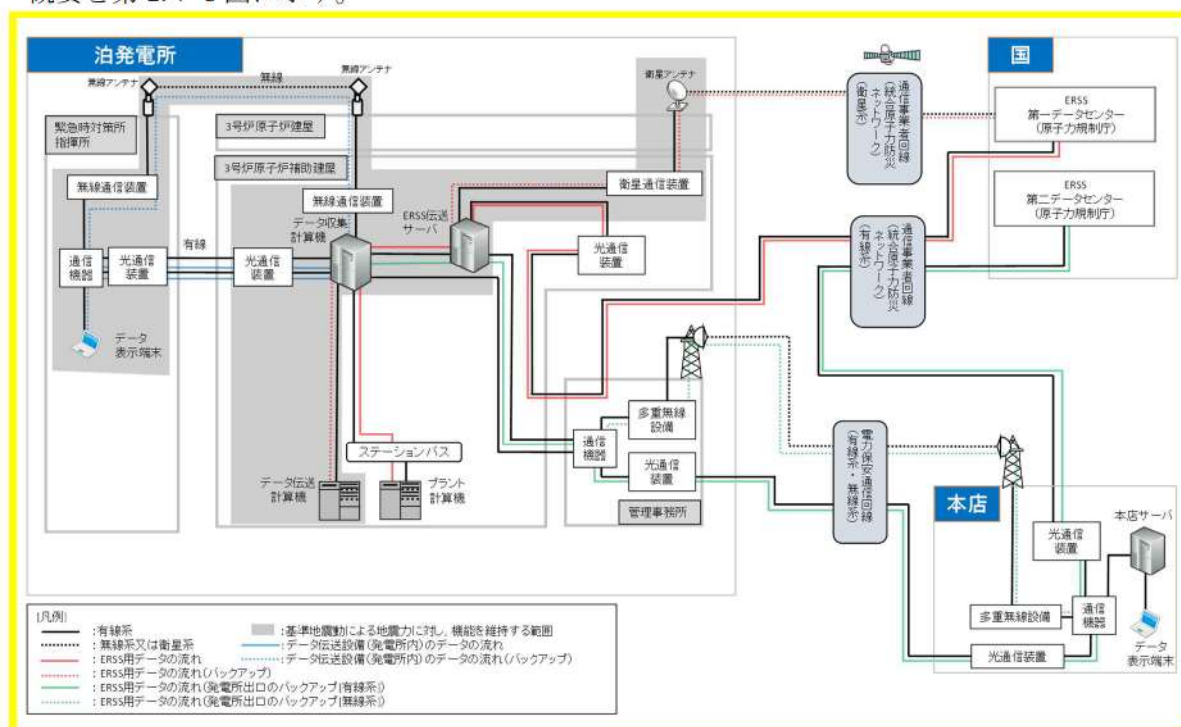 泊発電所
無線アンテナ
無線
無線アンテナ
衛星アンテナ
緊急時対策所
指揮所
3号炉原子炉建屋
3号炉原子炉補助建屋
無線通信装置
無線通信装置
衛星通信装置
データ収集
計算機
ERSS伝送
サーバ
有線
通信
機器
光通信
装置
光通信
装置
光通信
装置
データ
表示端末
ステーションバス
データ伝送
計算機
プラント
計算機
多重無線
設備
通信
機器
光通信
装置
管理事務所
通信事業者回線
(統合原子力防災
ネットワーク)
(衛星系)
通信事業者回線
(統合原子力防災
ネットワーク)
(有線系)
電力保安通信回線
(有線系・無線系)
国
ERSS
第一データセンター
(原子力規制庁)
ERSS
第二データセンター
(原子力規制庁)
本店
本店サーバ
光通信
装置
多重無線設備
通信
機器
光通信装置
データ
表示端末
[凡例]
:有線系
:無線系又は衛星系
:ERSS用データの流れ
:ERSS用データの流れ(バックアップ)
:ERSS用データの流れ(発電所出口のバックアップ[有線系])
:ERSS用データの流れ(発電所出口のバックアップ[無線系])
:基準地震動による地震力に対し、機能を維持する範囲
:データ伝送設備(発電所内)のデータの流れ
:データ伝送設備(発電所内)のデータの流れ(バックアップ)